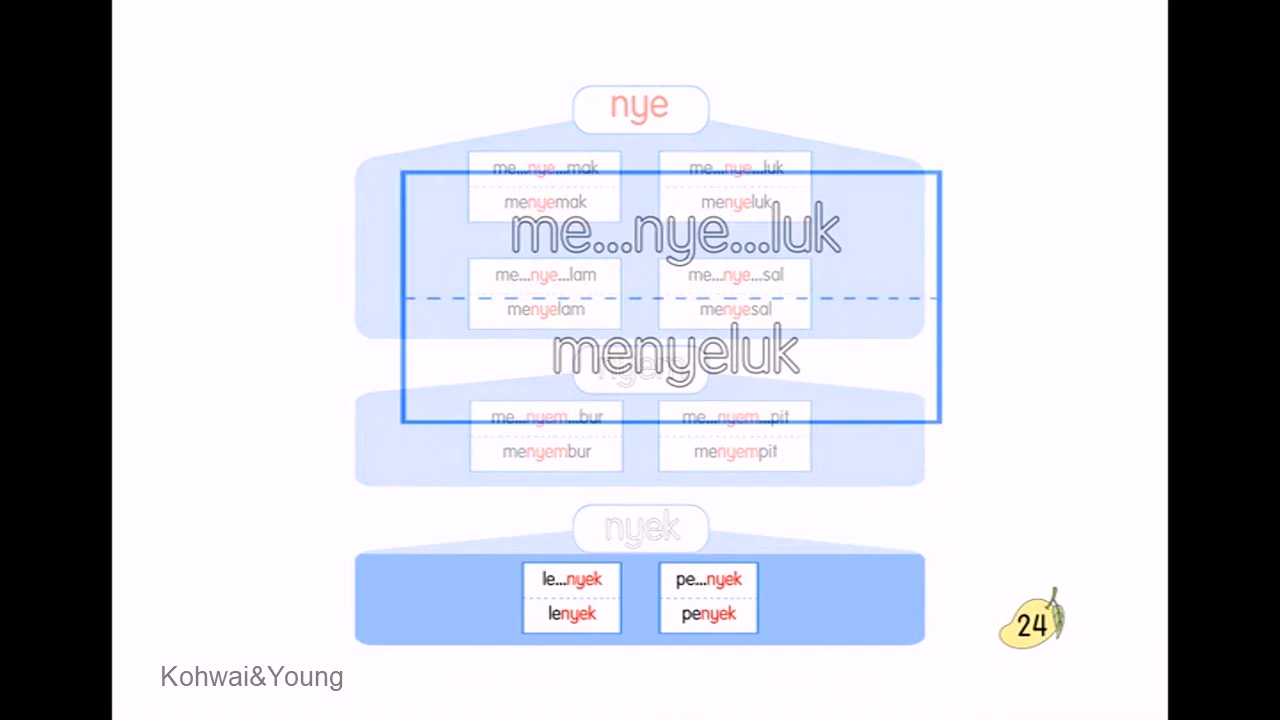 nye
me...nye...mak
menyemak
me...nye...luk
menyeluk
me...nye...luk
menyeluk
me...nye...lam
menyelam
me...nye...sal
menyesal
nyem
me...nyem...bur
menyembur
me...nyem...pit
menyempit
nyek
le...nyek
lenyek
pe...nyek
penyek
24
Kohwai&Young